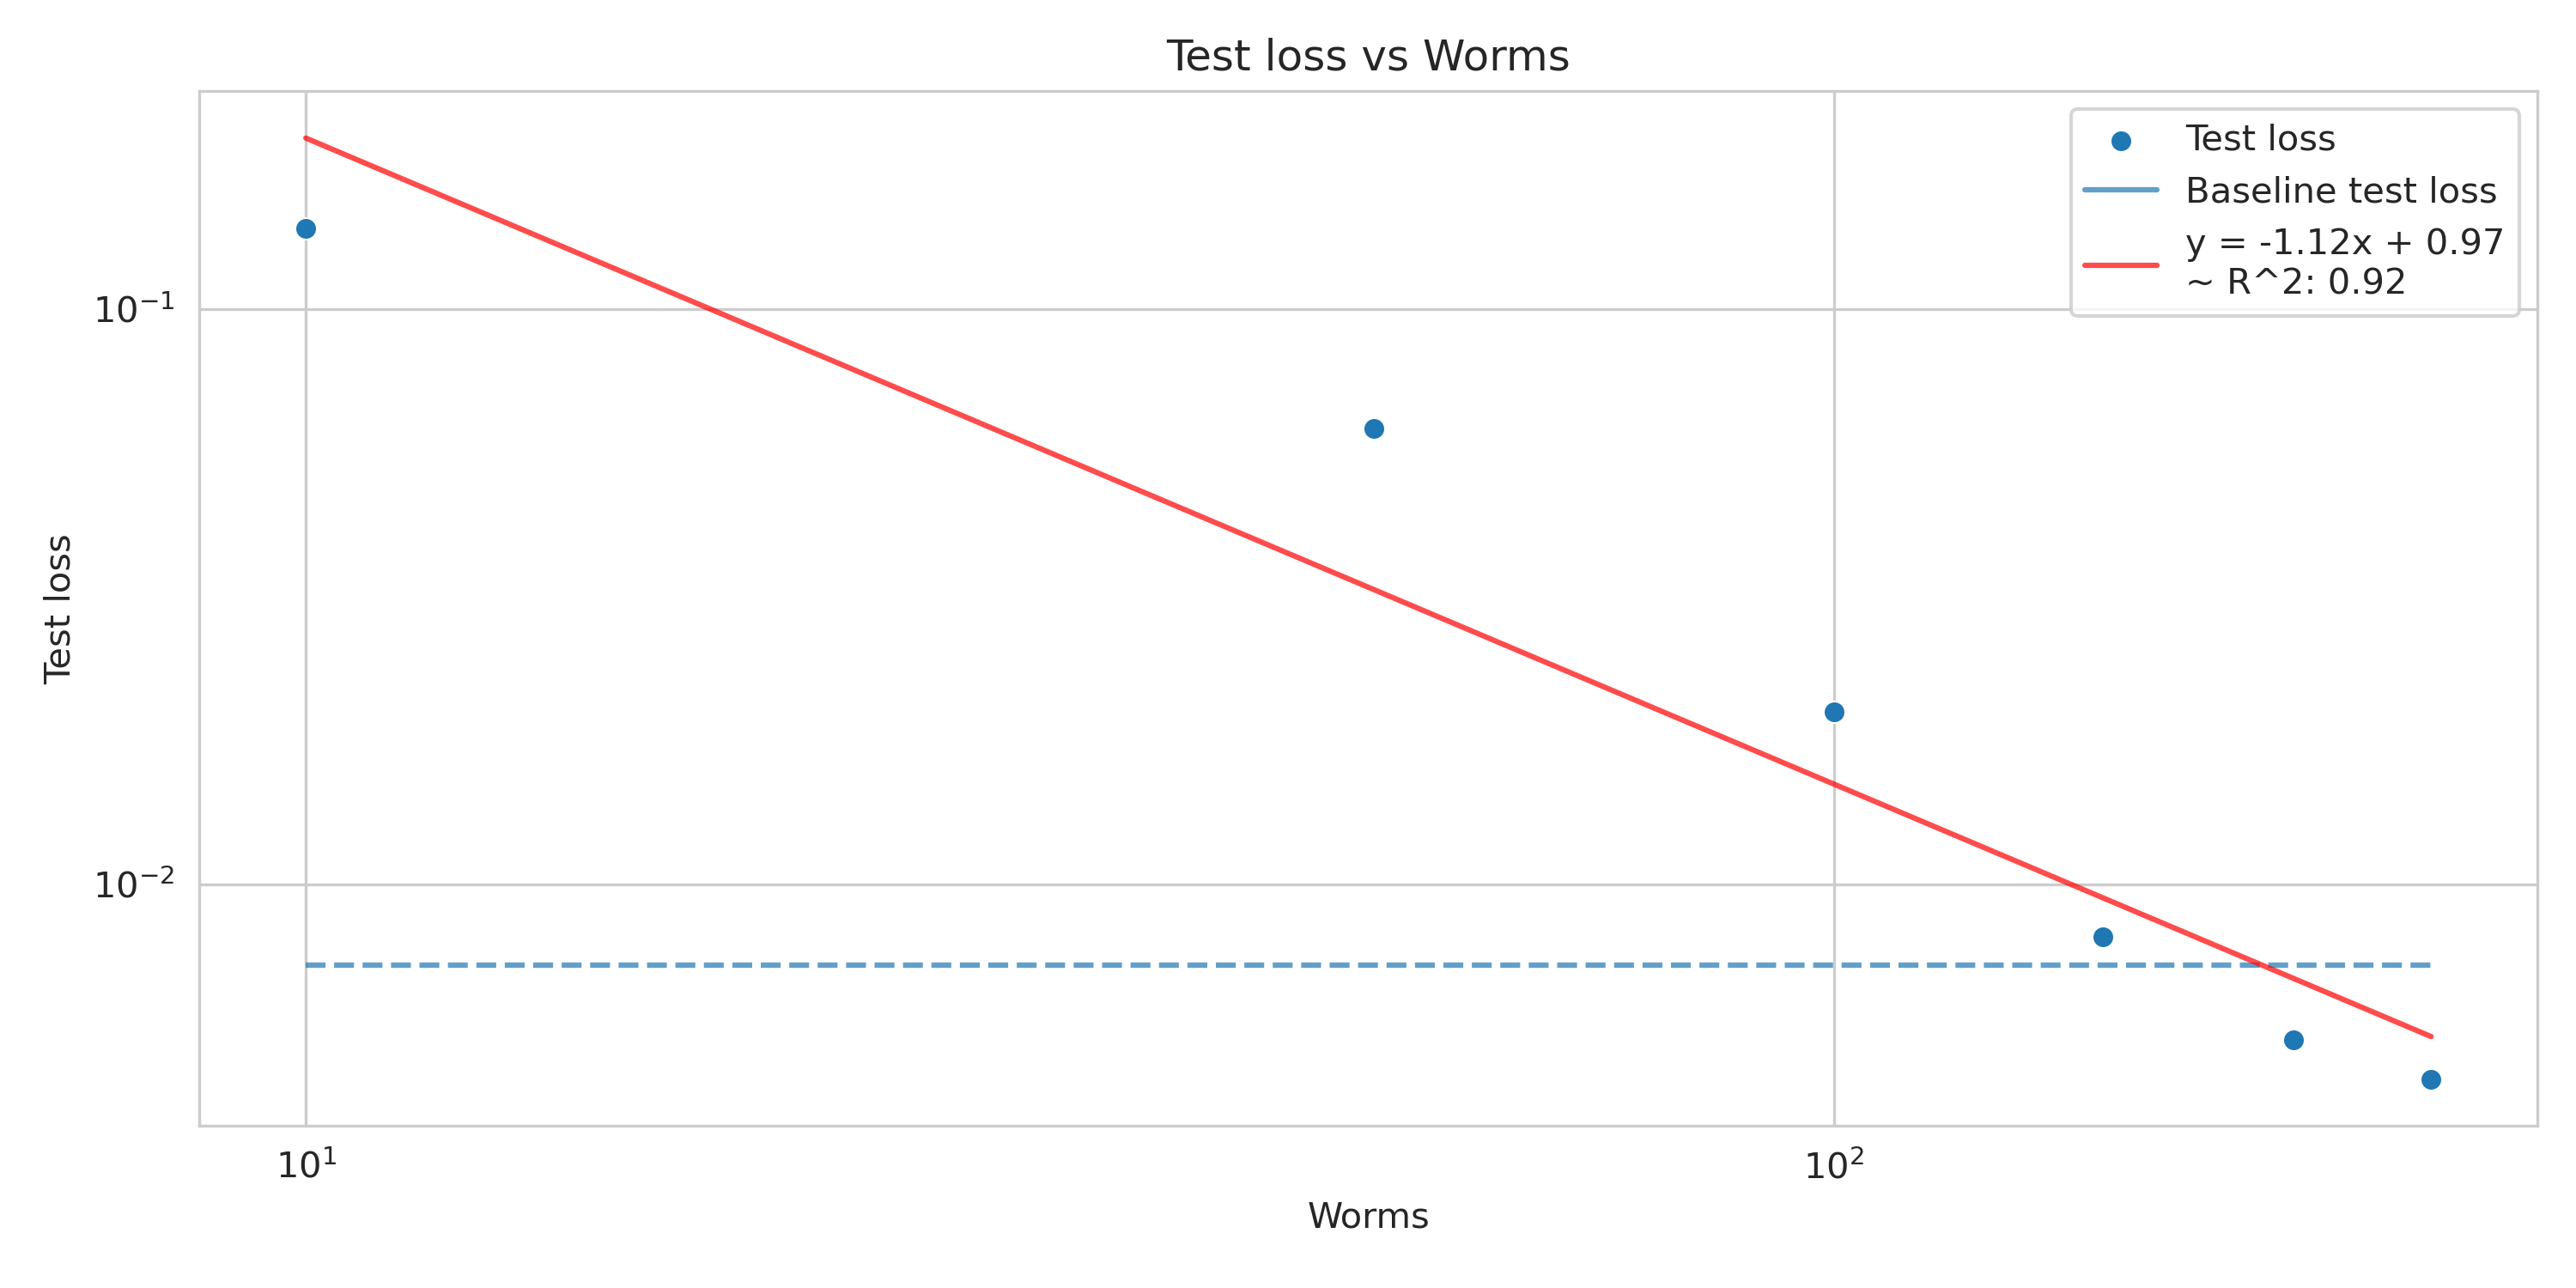 Test loss vs Worms
Test loss
Baseline test loss
y = -1.12x + 0.97
~ R^2: 0.92
10⁻¹
10⁻²
Test loss
10¹
10²
Worms